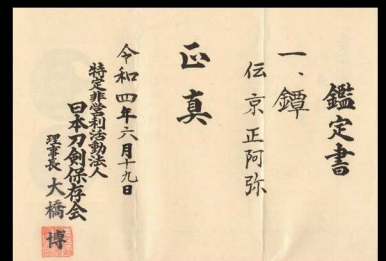 鑑定書
一、鐔
伝京正阿弥
正真
令和四年六月十九日
特定非営利活動法人
日本刀剣保存会
理事長 大橋
博